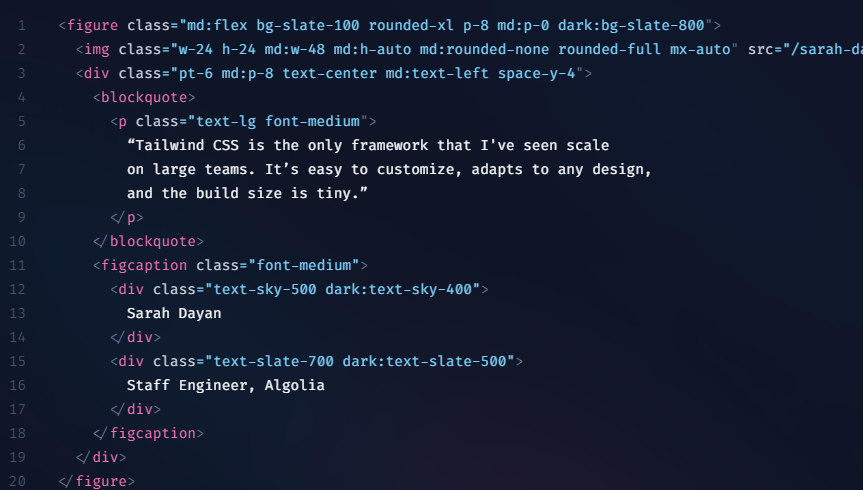 1 <figure class="md:flex bg-slate-100 rounded-xl p-8 md:p-0 dark:bg-slate-800">
2 <img class="w-24 h-24 md:w-48 md:h-auto md:rounded-none rounded-full mx-auto" src="/sarah-da
3 <div class="pt-6 md:p-8 text-center md:text-left space-y-4">
4 <blockquote>
5 <p class="text-lg font-medium">
6 “Tailwind CSS is the only framework that I've seen scale
7 on large teams. It’s easy to customize, adapts to any design,
8 and the build size is tiny.”
9 </p>
10 </blockquote>
11 <figcaption class="font-medium">
12 <div class="text-sky-500 dark:text-sky-400">
13 Sarah Dayan
14 </div>
15 <div class="text-slate-700 dark:text-slate-500">
16 Staff Engineer, Algolia
17 </div>
18 </figcaption>
19 </div>
20 </figure>